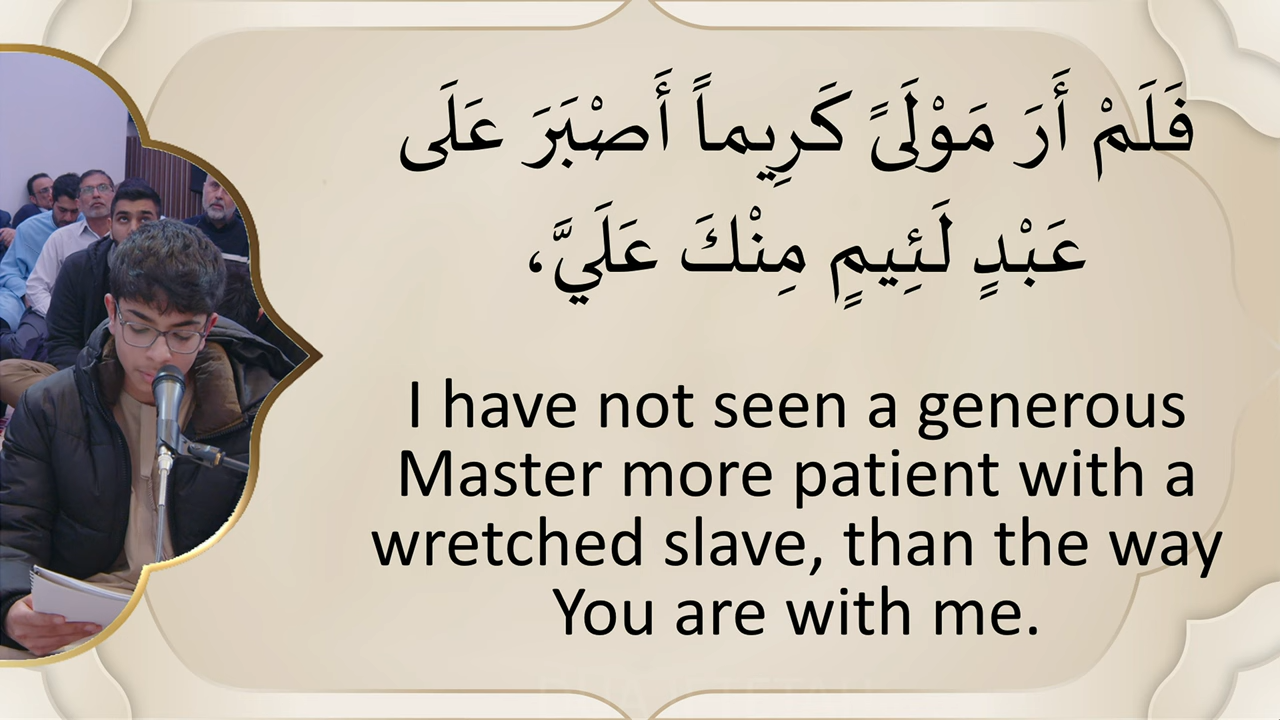 فَلَمْ أَرَ مَوْلَىً كَرِيماً أَصْبَرَ عَلَى
عَبْدٍ لَئِيمٍ مِنْكَ عَلَيَّ،
I have not seen a generous
Master more patient with a
wretched slave, than the way
You are with me.